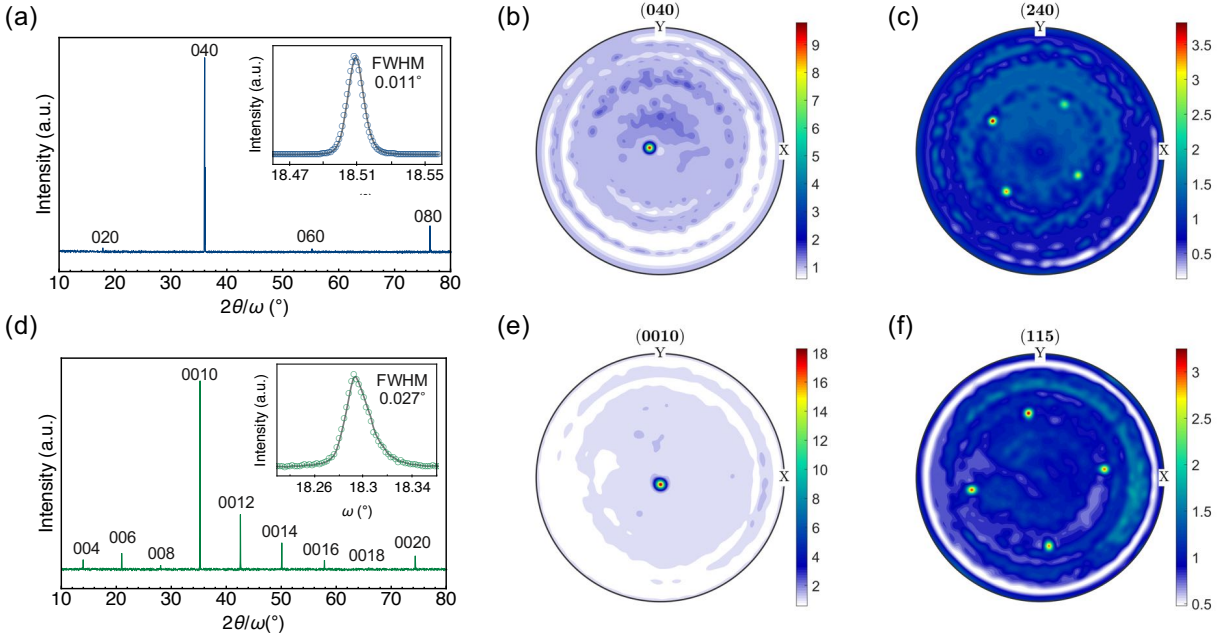 (a)
040
020
060
080
FWHM
0.011°
Intensity (a.u.)
18.47 18.51 18.55
Intensity (a.u.)
10 20 30 40 50 60 70 80
2θ/ω (°)
(b)
(040)
Y
X
9
8
7
6
5
4
3
2
1
(c)
(240)
Y
X
3.5
3
2.5
2
1.5
1
0.5
(d)
0010
004
006
008
0012
0014
0016
0018
0020
FWHM
0.027°
Intensity (a.u.)
18.26 18.3 18.34
ω (°)
Intensity (a.u.)
10 20 30 40 50 60 70 80
2θ/ω(°)
(e)
(0010)
Y
X
18
16
14
12
10
8
6
4
2
(f)
(115)
Y
X
3
2.5
2
1.5
1
0.5